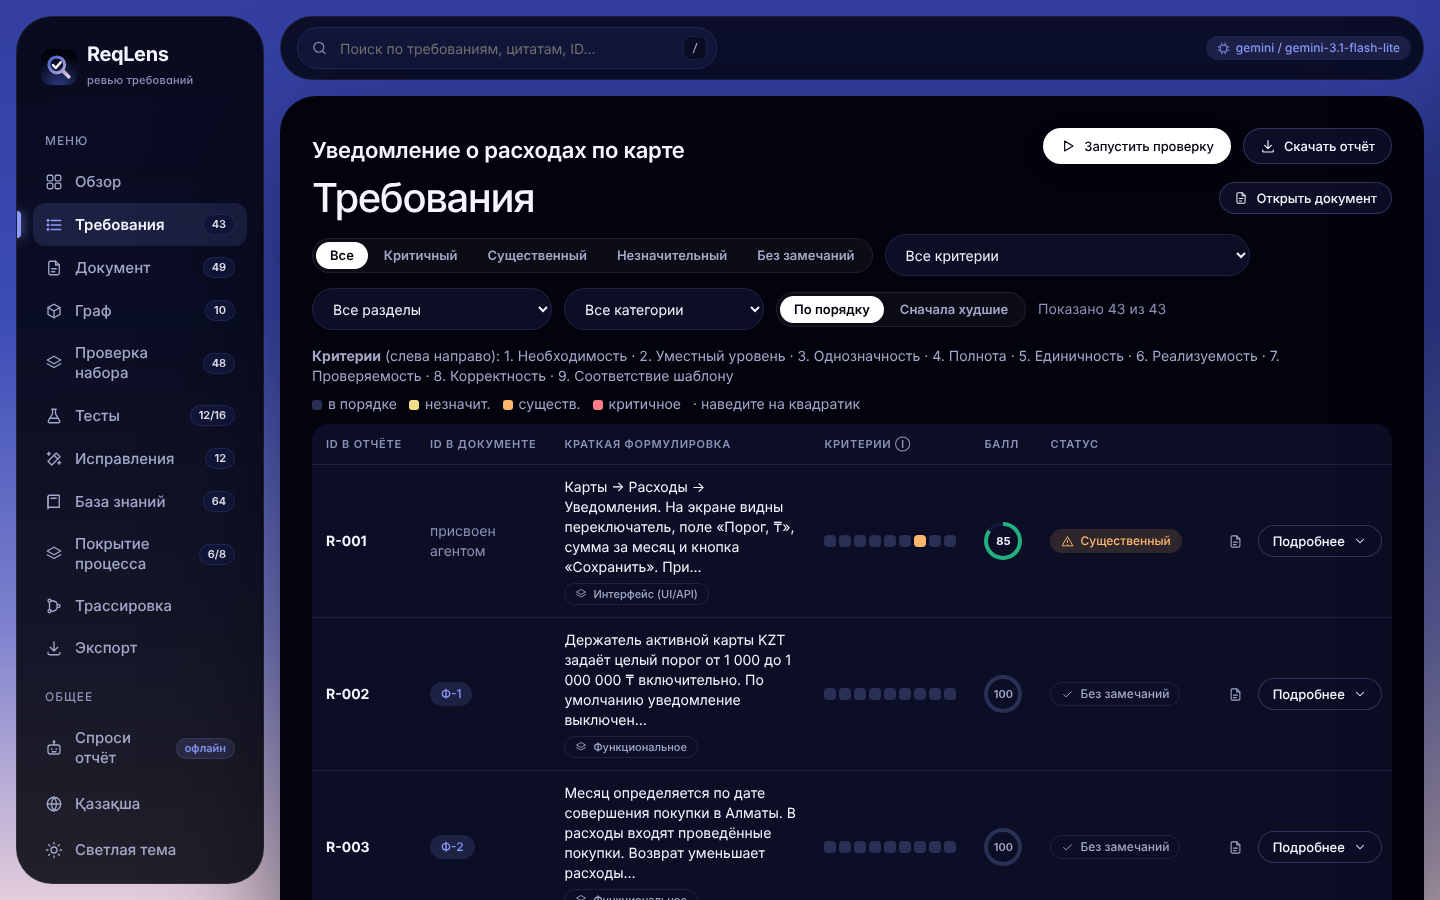 ReqLens
ревью требований
МЕНЮ
Обзор
Требования 43
Документ 49
Граф 10
Проверка
набора 48
Тесты 12/16
Исправления 12
База знаний 64
Покрытие
процесса 6/8
Трассировка
Экспорт
ОБЩЕЕ
Спроси
отчёт офлайн
Қазақша
Светлая тема
Поиск по требованиям, цитатам, ID... /
gemini / gemini-3.1-flash-lite
Уведомление о расходах по карте
Запустить проверку Скачать отчёт
Требования
Открыть документ
Все Критичный Существенный Незначительный Без замечаний Все критерии
Все разделы Все категории По порядку Сначала худшие Показано 43 из 43
Критерии (слева направо): 1. Необходимость · 2. Уместный уровень · 3. Однозначность · 4. Полнота · 5. Единичность · 6. Реализуемость · 7.
Проверяемость · 8. Корректность · 9. Соответствие шаблону
в порядке незначит. существ. критичное · наведите на квадратик
ID В ОТЧЁТЕ ID В ДОКУМЕНТЕ КРАТКАЯ ФОРМУЛИРОВКА КРИТЕРИИ БАЛЛ СТАТУС
R-001
присвоен
агентом
Карты → Расходы →
Уведомления. На экране видны
переключатель, поле «Порог, ₸»,
сумма за месяц и кнопка
«Сохранить». При...
Интерфейс (UI/API)
85 Существенный Подробнее
R-002
Ф-1
Держатель активной карты KZT
задаёт целый порог от 1 000 до 1
000 000 ₸ включительно. По
умолчанию уведомление
выключен...
Функциональное
100 Без замечаний Подробнее
R-003
Ф-2
Месяц определяется по дате
совершения покупки в Алматы. В
расходы входят проведённые
покупки. Возврат уменьшает
расходы...
Функциональное
100 Без замечаний Подробнее